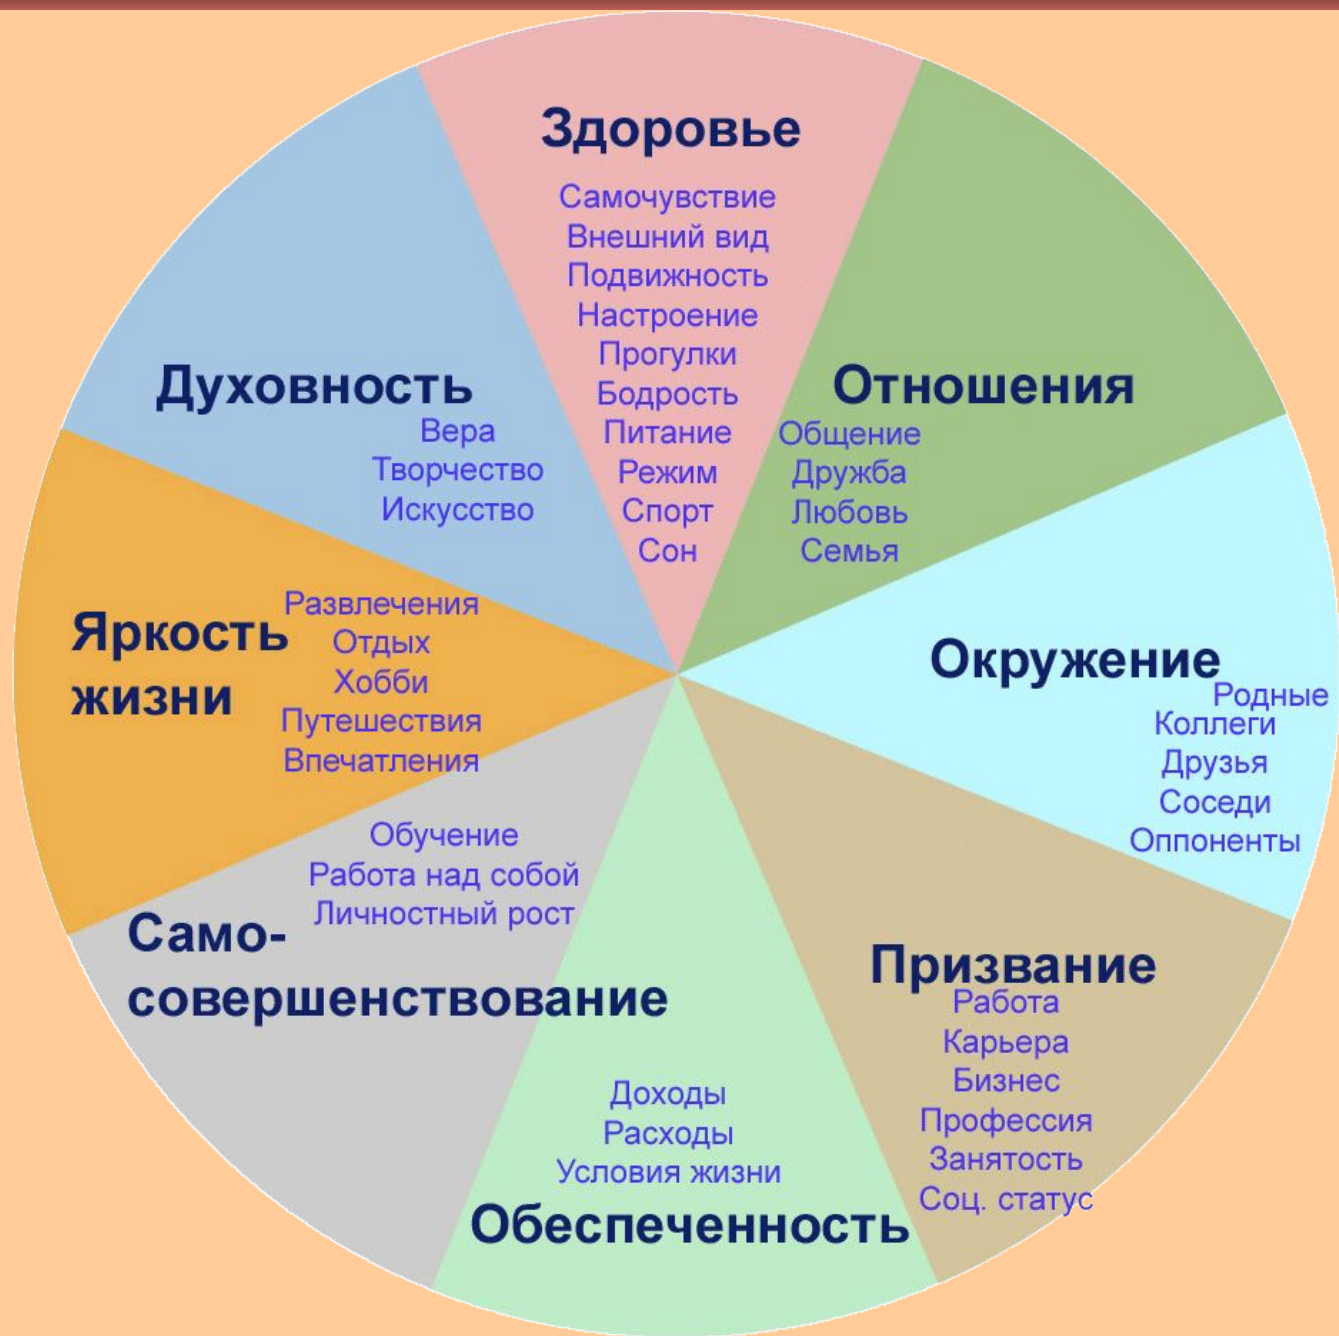 Здоровье
Самочувствие
Внешний вид
Подвижность
Настроение
Прогулки
Бодрость
Питание
Режим
Спорт
Сон
Отношения
Общение
Дружба
Любовь
Семья
Окружение
Родные
Коллеги
Друзья
Соседи
Оппоненты
Призвание
Работа
Карьера
Бизнес
Профессия
Занятость
Соц. статус
Доходы
Расходы
Условия жизни
Обеспеченность
Обучение
Работа над собой
Личностный рост
Само-
совершенствование
Яркость
жизни
Развлечения
Отдых
Хобби
Путешествия
Впечатления
Духовность
Вера
Творчество
Искусство